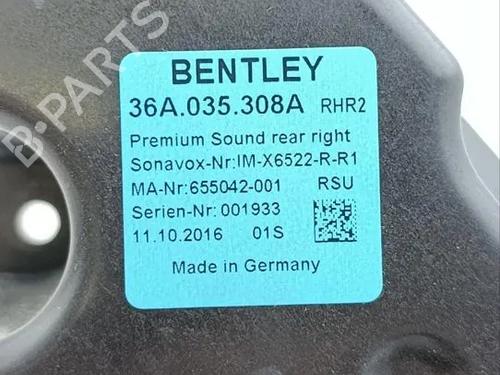 BENTLEY
36A.035.308A RHR2
Premium Sound rear right
Sonavox-Nr:IM-X6522-R-R1
MA-Nr:655042-001 RSU
Serien-Nr: 001933
11.10.2016 01S
Made in Germany
B-PARTS
B-PARTS